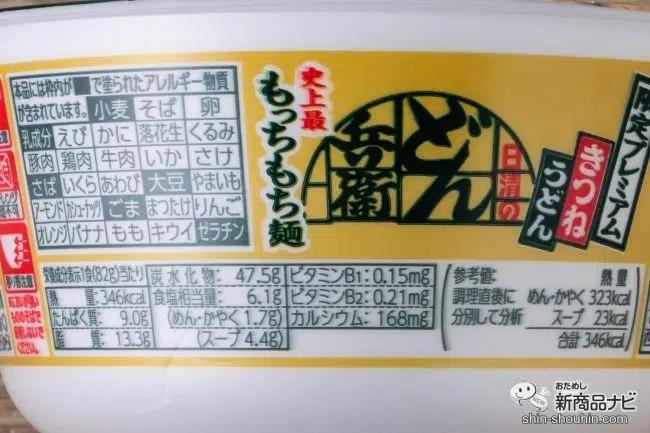 本品には枠内が■で塗られたアレルギー物質
が含まれています。 小麦 そば 卵
乳成分 えび かに 落花生 くるみ
豚肉 鶏肉 牛肉 いか さけ
さば いくら あわび 大豆 やまいも
アーモンド カシューナッツ ごま まつたけ りんご
オレンジ バナナ もも キウイ ゼラチン
史上最
もっちもち麺
日清の
どん
兵衛
限定プレミアム
きつね
うどん
栄養成分表示1食(82g)当たり
熱量:346kcal
たんぱく質:9.0g
脂質:13.3g
炭水化物:47.5g
食塩相当量:6.1g
(めん・かやく1.7g)
(スープ4.4g)
ビタミンB1:0.15mg
ビタミンB2:0.21mg
カルシウム:168mg
参考値: 熱量
調理直後に めん・かやく 323kcal
分別して分析 スープ 23kcal
合計 346kcal
おためし
新商品ナビ
shin-shouhin.com
NEW